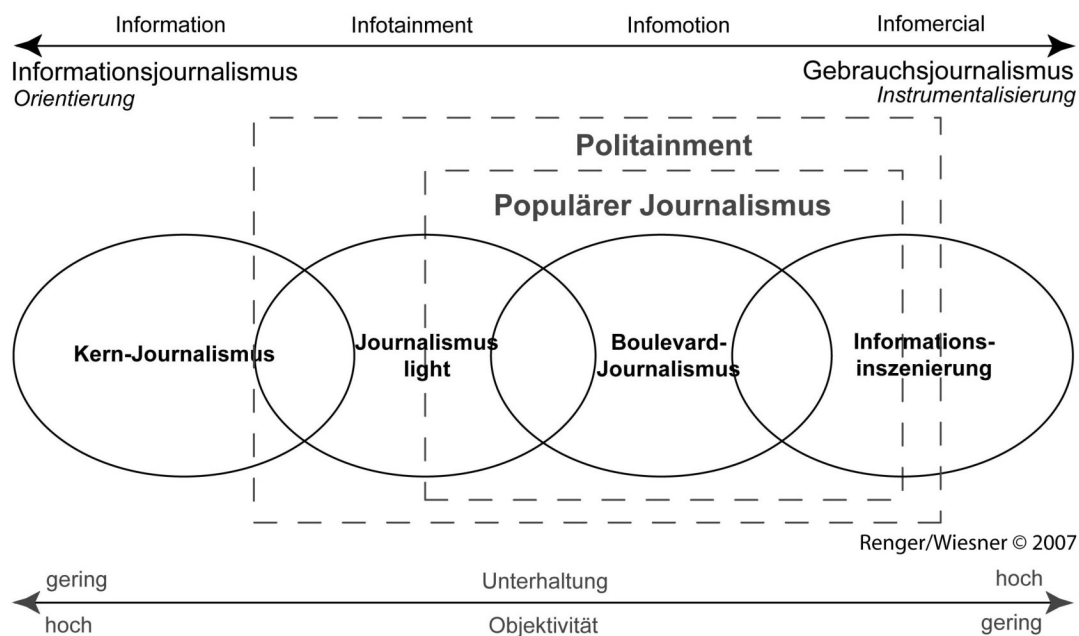 Information Infotainment Infomotion Infomercial
Informationsjournalismus Gebrauchsjournalismus
Orientierung Instrumentalisierung
Politainment
Populärer Journalismus
Kern-Journalismus
Journalismus
light
Boulevard-
Journalismus
Informations-
inszenierung
Renger/Wiesner © 2007
gering Unterhaltung hoch
hoch Objektivität gering